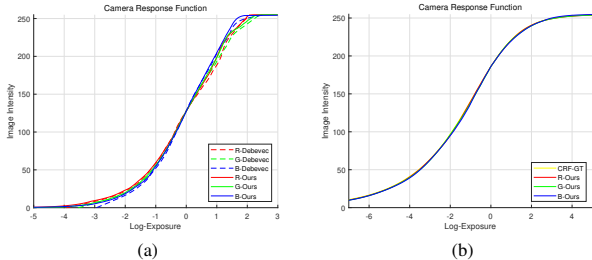 Camera Response Function
Image Intensity
250
200
150
100
50
0
-5 -4 -3 -2 -1 0 1 2 3
Log-Exposure
R-Debevec
G-Debevec
B-Debevec
R-Ours
G-Ours
B-Ours
(a)
Camera Response Function
Image Intensity
250
200
150
100
50
0
-6 -4 -2 0 2 4
Log-Exposure
CRF-GT
R-Ours
G-Ours
B-Ours
(b)